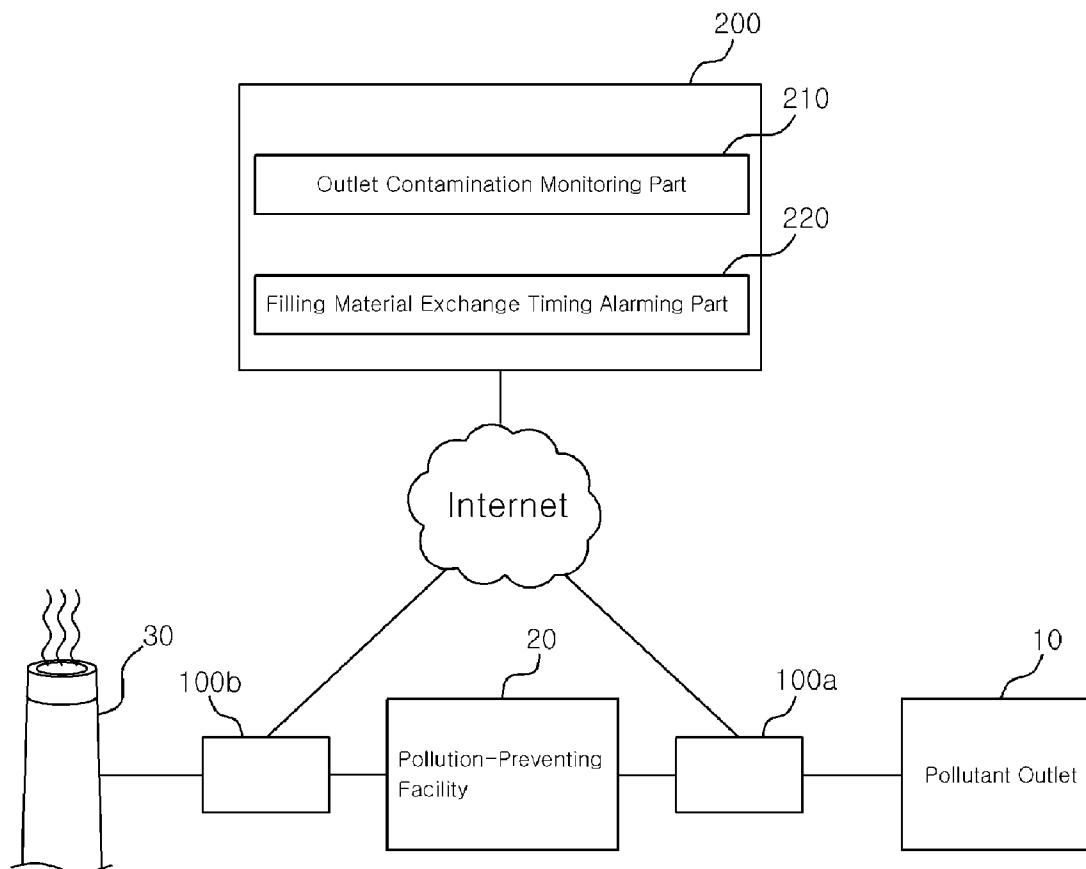 200
210
Outlet Contamination Monitoring Part
220
Filling Material Exchange Timing Alarming Part
Internet
30
100b
20
100a
10
Pollution-Preventing
Facility
Pollutant Outlet